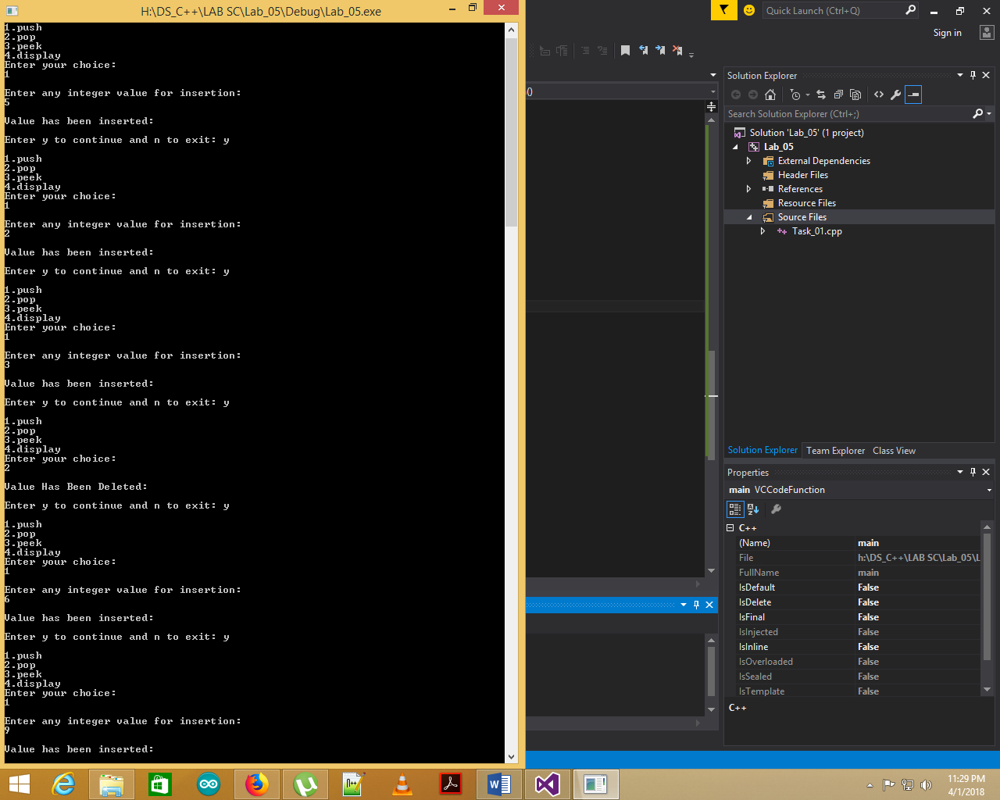 H:\DS_C++\LAB SC\Lab_05\Debug\Lab_05.exe
1.push
2.pop
3.peek
4.display
Enter your choice:
1
Enter any integer value for insertion:
5
Value has been inserted:
Enter y to continue and n to exit: y
1.push
2.pop
3.peek
4.display
Enter your choice:
1
Enter any integer value for insertion:
2
Value has been inserted:
Enter y to continue and n to exit: y
1.push
2.pop
3.peek
4.display
Enter your choice:
1
Enter any integer value for insertion:
3
Value has been inserted:
Enter y to continue and n to exit: y
1.push
2.pop
3.peek
4.display
Enter your choice:
2
Value Has Been Deleted:
Enter y to continue and n to exit: y
1.push
2.pop
3.peek
4.display
Enter your choice:
1
Enter any integer value for insertion:
6
Value has been inserted:
Enter y to continue and n to exit: y
1.push
2.pop
3.peek
4.display
Enter your choice:
1
Enter any integer value for insertion:
9
Value has been inserted:
Quick Launch (Ctrl+Q)
Sign in
Solution Explorer
Search Solution Explorer (Ctrl+;)
Solution 'Lab_05' (1 project)
Lab_05
External Dependencies
Header Files
References
Resource Files
Source Files
Task_01.cpp
Solution Explorer Team Explorer Class View
Properties
main VCCodeFunction
C++
(Name) main
File h:\DS_C++\LAB SC\Lab_05\L
FullName main
IsDefault False
IsDelete False
IsFinal False
IsInjected False
IsInline False
IsOverloaded False
IsSealed False
IsTemplate False
C++
11:29 PM
4/1/2018